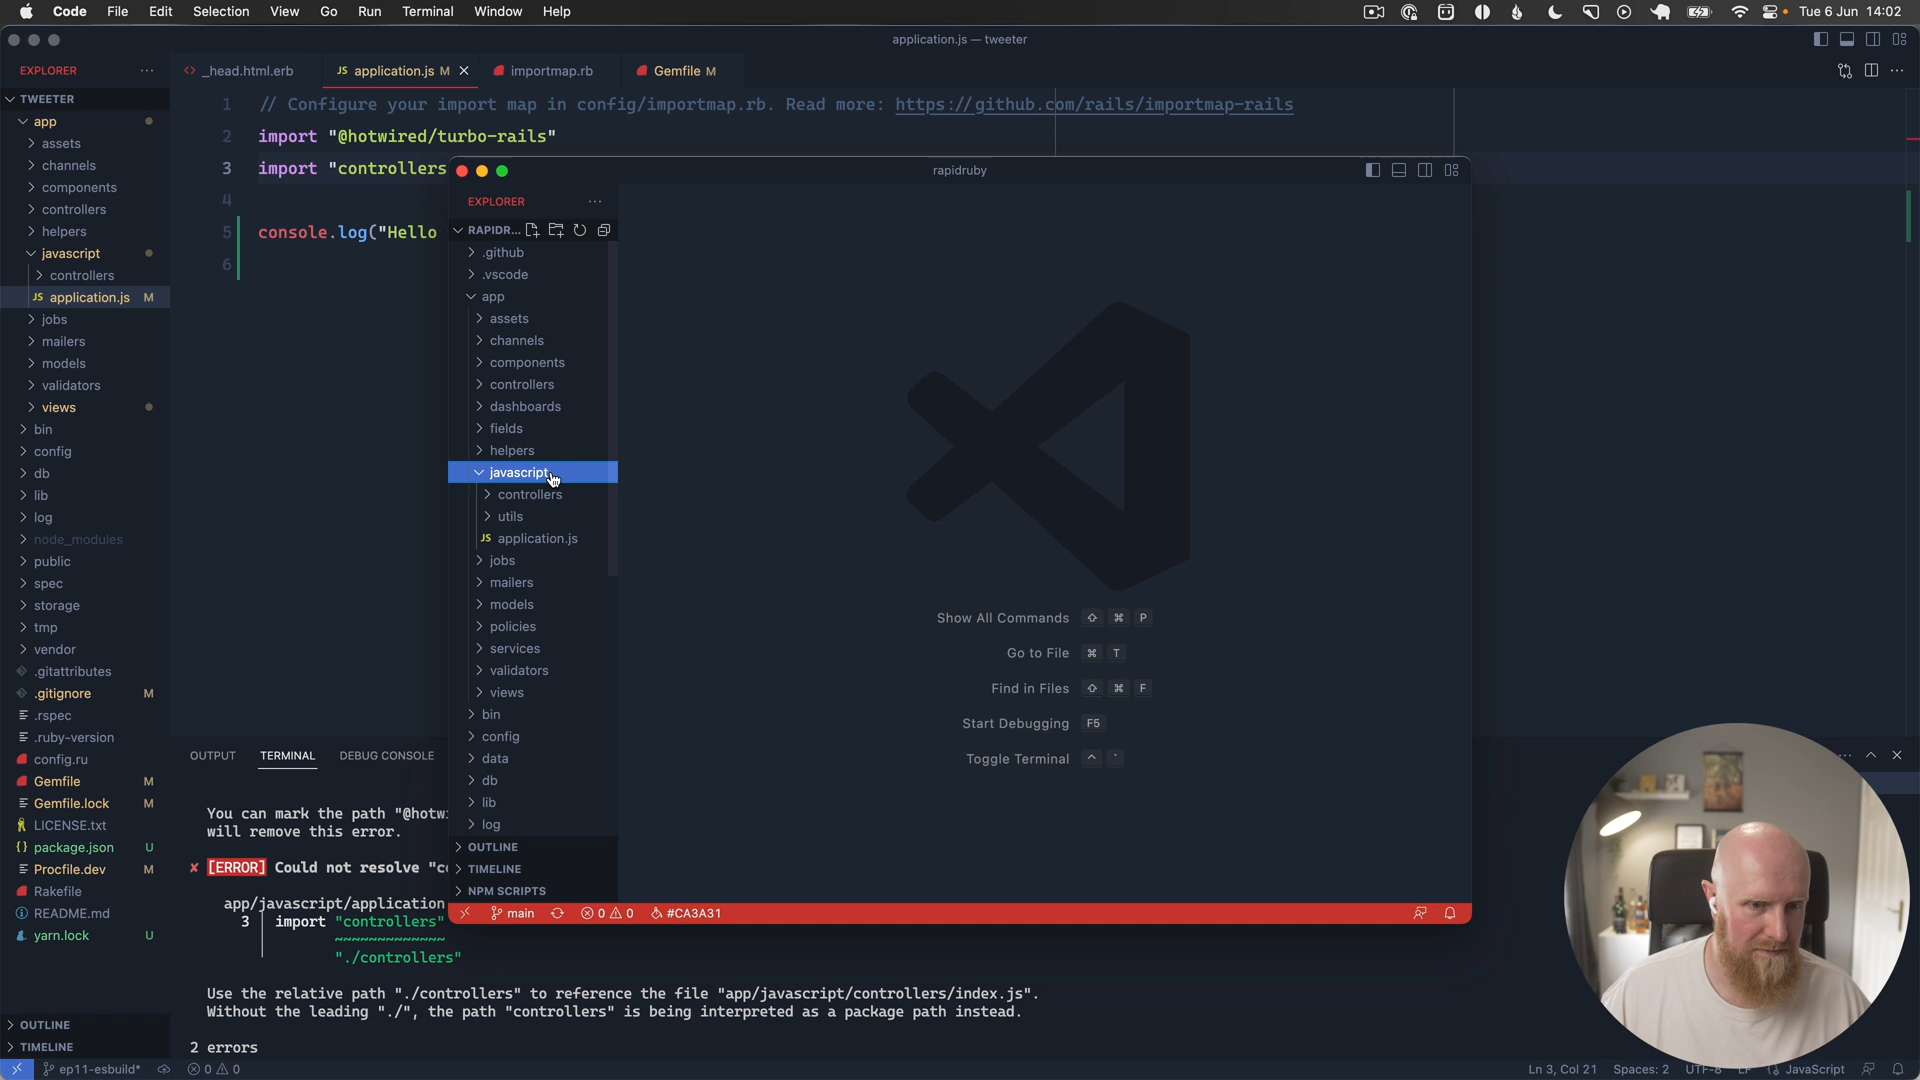 Code File Edit Selection View Go Run Terminal Window Help
Tue 6 Jun 14:02
application.js — tweeter
EXPLORER
_head.html.erb
JS application.js M
importmap.rb
Gemfile M
TWEETER
app
assets
channels
components
controllers
helpers
javascript
controllers
JS application.js M
jobs
mailers
models
validators
views
bin
config
db
lib
log
node_modules
public
spec
storage
tmp
vendor
.gitattributes
.gitignore M
.rspec
.ruby-version
config.ru
Gemfile M
Gemfile.lock M
LICENSE.txt
package.json U
Procfile.dev M
Rakefile
README.md
yarn.lock U
OUTLINE
TIMELINE
1 // Configure your import map in config/importmap.rb. Read more: https://github.com/rails/importmap-rails
2 import "@hotwired/turbo-rails"
3 import "controllers
4
5 console.log("Hello
6
rapidruby
EXPLORER
RAPIDR...
.github
.vscode
app
assets
channels
components
controllers
dashboards
fields
helpers
javascript
controllers
utils
JS application.js
jobs
mailers
models
policies
services
validators
views
bin
config
data
db
lib
log
OUTLINE
TIMELINE
NPM SCRIPTS
Show All Commands ⇧ ⌘ P
Go to File ⌘ T
Find in Files ⇧ ⌘ F
Start Debugging F5
Toggle Terminal ^ `
main 0 0 #CA3A31
OUTPUT TERMINAL DEBUG CONSOLE
You can mark the path "@hotw
will remove this error.
✘ [ERROR] Could not resolve "c
app/javascript/application
3 import "controllers"
~~~~~~~~~~~~~
"./controllers"
Use the relative path "./controllers" to reference the file "app/javascript/controllers/index.js".
Without the leading "./", the path "controllers" is being interpreted as a package path instead.
2 errors
ep11-esbuild* 0 0
Ln 3, Col 21 Spaces: 2 UTF-8 LF JavaScript